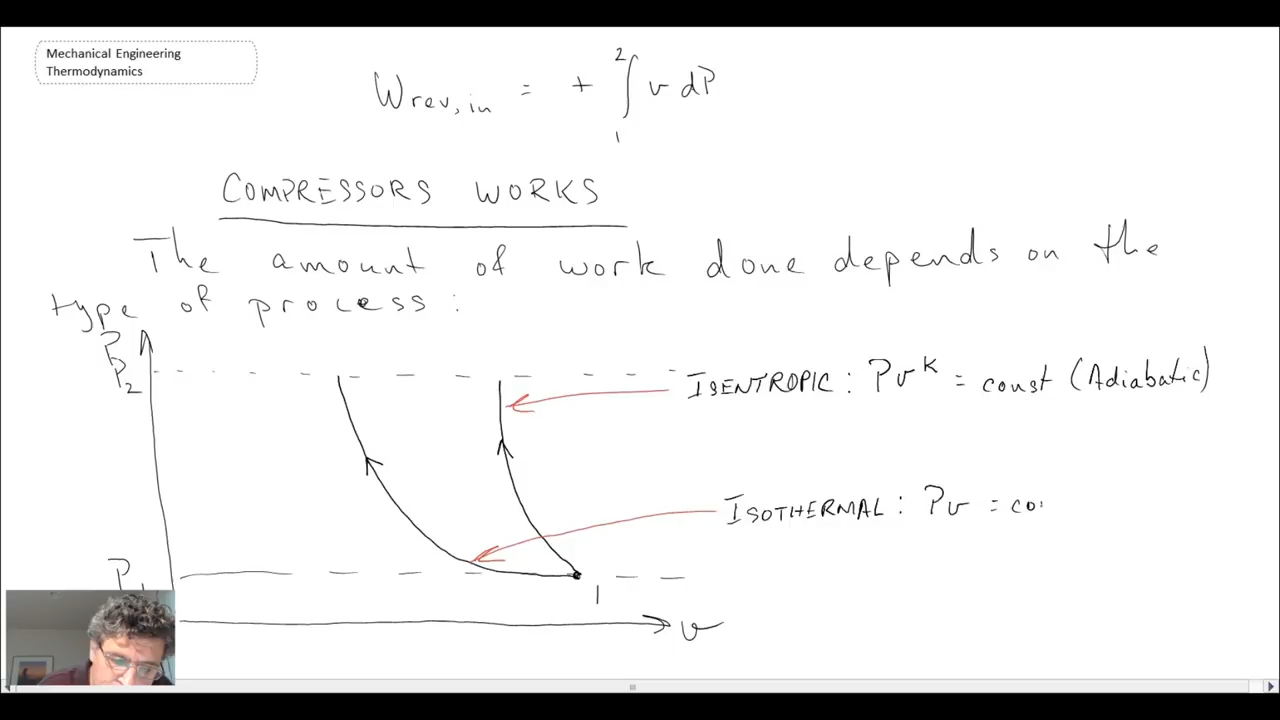 Mechanical Engineering
Thermodynamics
Wrev, in = + ∫₁² v dP
COMPRESSORS WORKS
The amount of work done depends on the
type of process :
P
P2
ISENTROPIC : Pv^k = const (Adiabatic)
ISOTHERMAL : Pv = co
P1
1
v